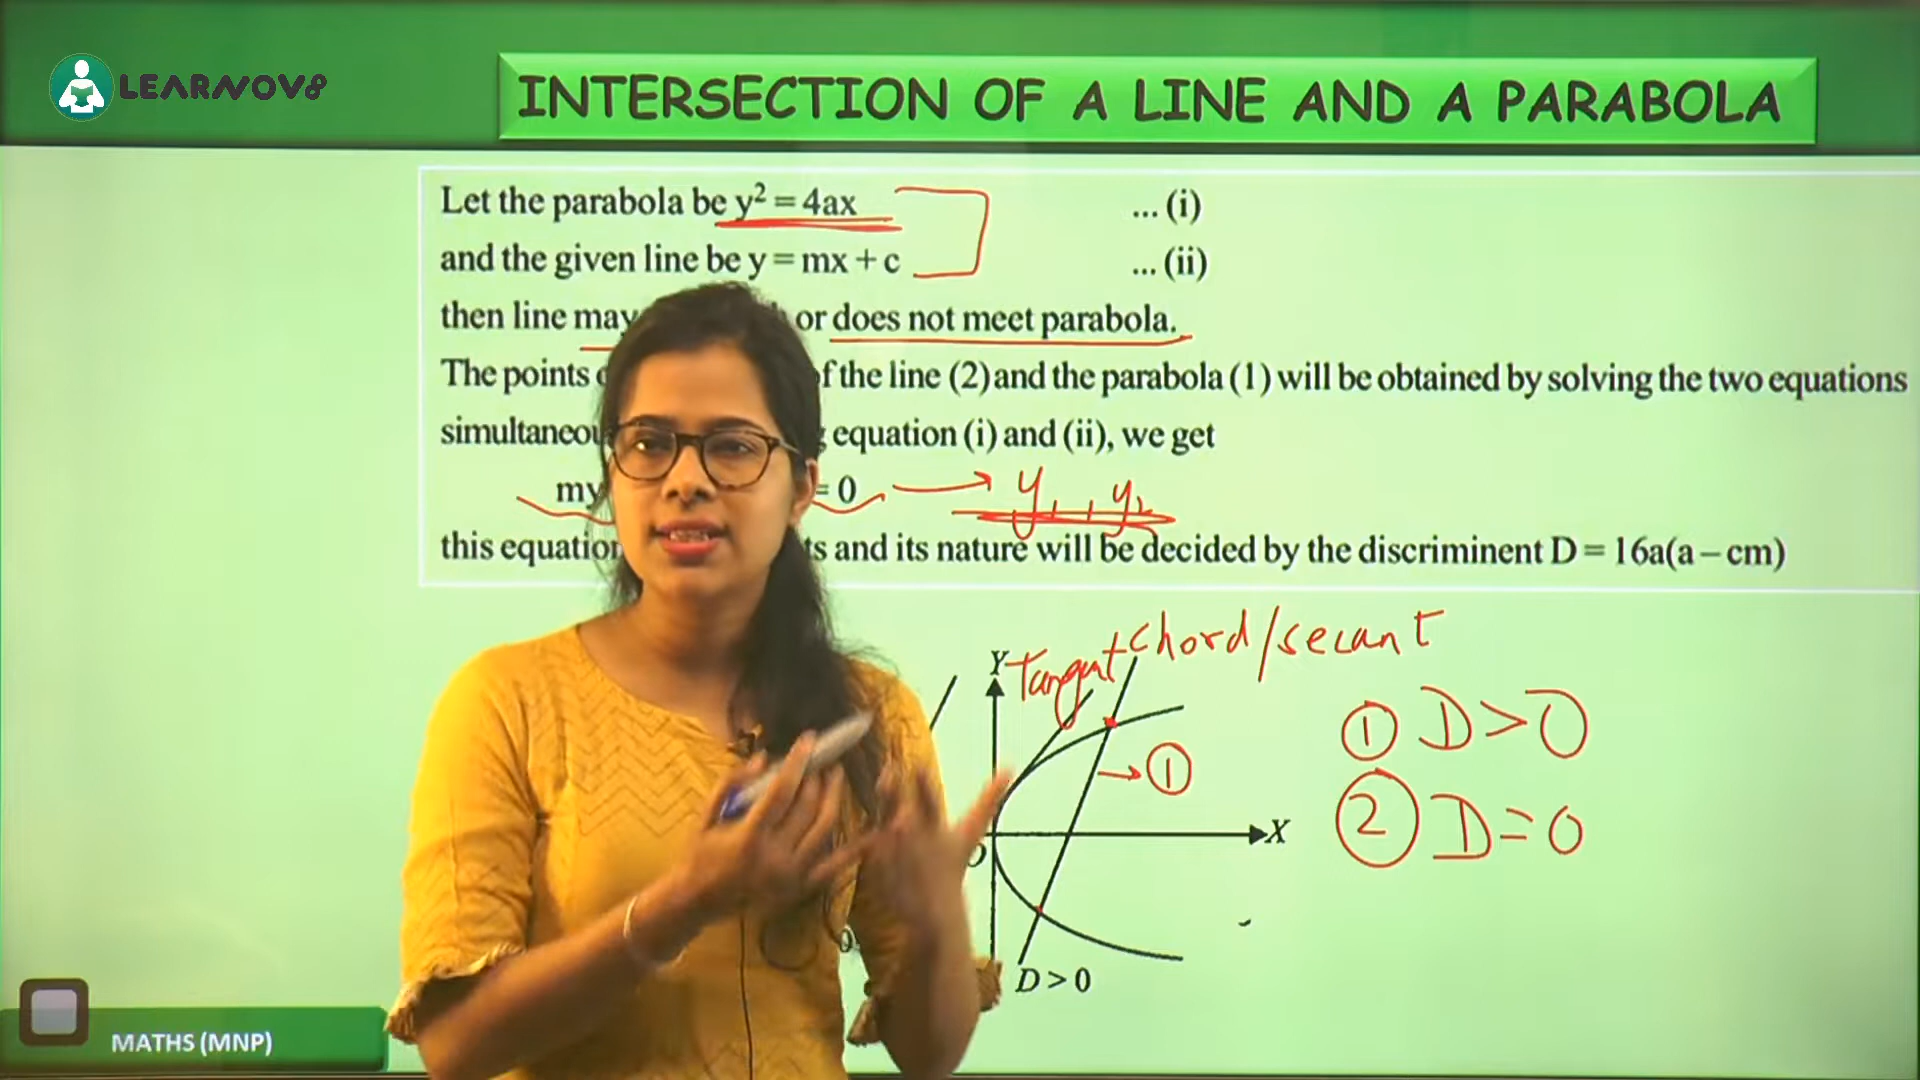 LEARNOV8
INTERSECTION OF A LINE AND A PARABOLA
Let the parabola be y² = 4ax ... (i)
and the given line be y = mx + c ... (ii)
then line may or does not meet parabola.
The points of the line (2) and the parabola (1) will be obtained by solving the two equations
equation (i) and (ii), we get
my = 0 → y₁, y₂
this equation and its nature will be decided by the discriminent D = 16a(a – cm)
Tangent chord/secant
Y
① D>0
→①
X
② D=0
D > 0
MATHS (MNP)